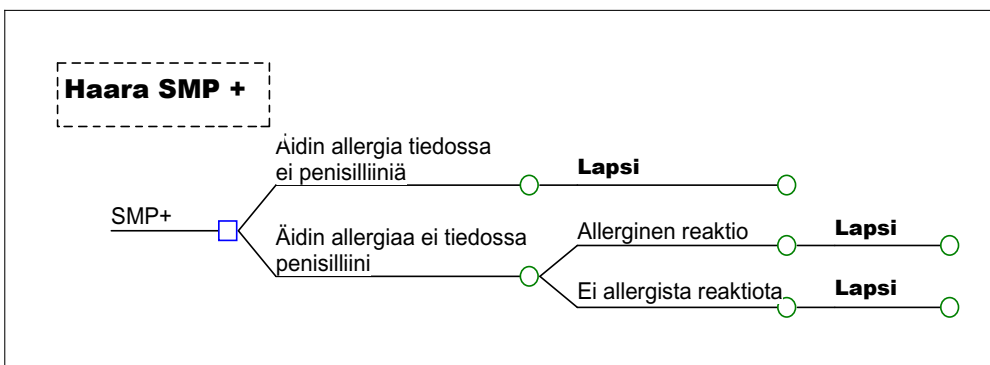 Haara SMP +
Äidin allergia tiedossa
ei penisilliiniä
Lapsi
SMP+
Äidin allergiaa ei tiedossa
penisilliini
Allerginen reaktio
Lapsi
Ei allergista reaktiota
Lapsi